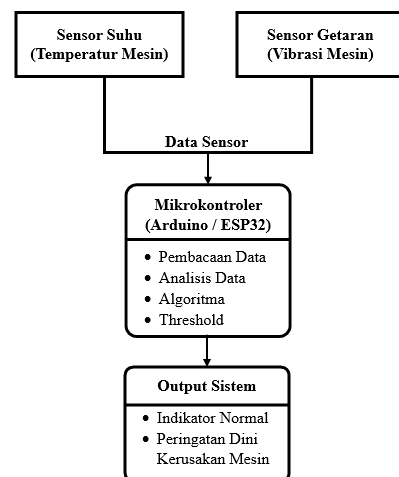 Sensor Suhu
(Temperatur Mesin)
Sensor Getaran
(Vibrasi Mesin)
Data Sensor
Mikrokontroler
(Arduino / ESP32)
• Pembacaan Data
• Analisis Data
• Algoritma
• Threshold
Output Sistem
• Indikator Normal
• Peringatan Dini
Kerusakan Mesin